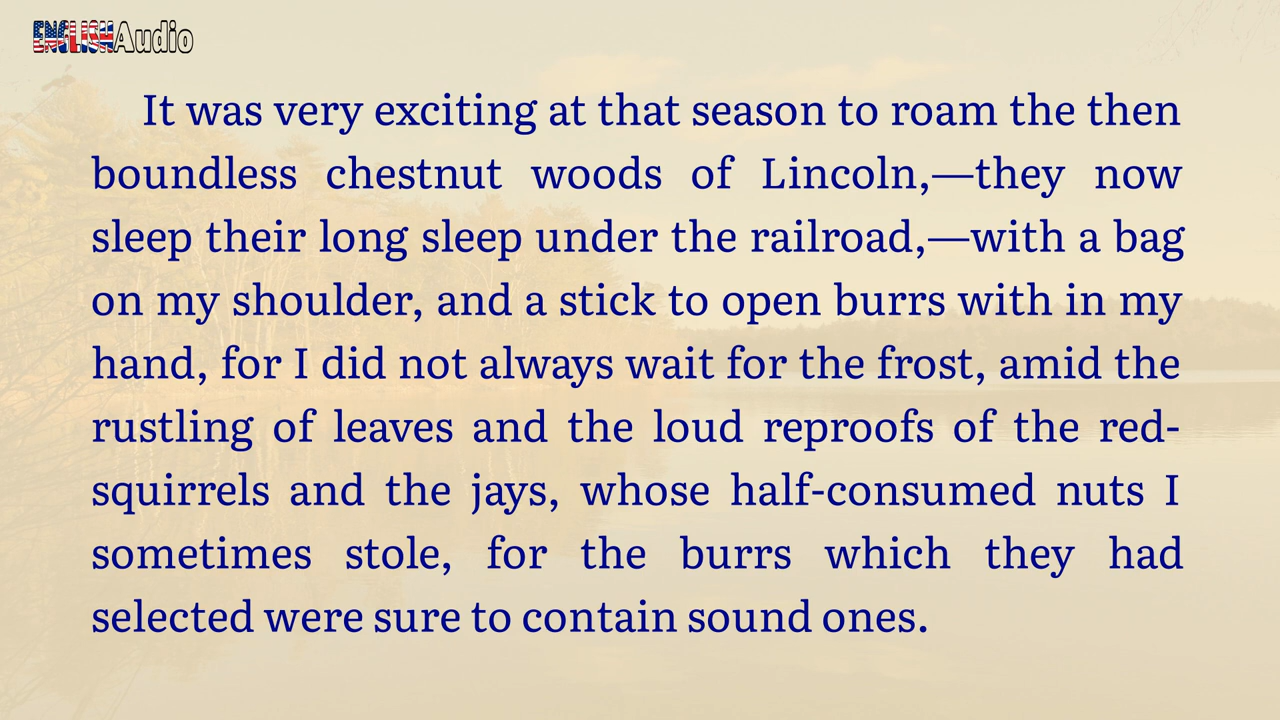 ENGLISH Audio
It was very exciting at that season to roam the then
boundless chestnut woods of Lincoln,—they now
sleep their long sleep under the railroad,—with a bag
on my shoulder, and a stick to open burrs with in my
hand, for I did not always wait for the frost, amid the
rustling of leaves and the loud reproofs of the red-
squirrels and the jays, whose half-consumed nuts I
sometimes stole, for the burrs which they had
selected were sure to contain sound ones.